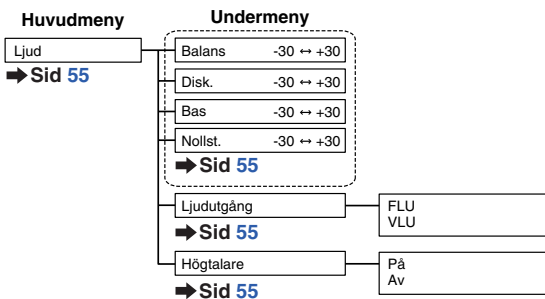 Huvudmeny
Undermeny
Ljud
➡ Sid 55
Balans -30 ↔ +30
Disk. -30 ↔ +30
Bas -30 ↔ +30
Nollst. -30 ↔ +30
➡ Sid 55
Ljudutgång
➡ Sid 55
FLU
VLU
Högtalare
➡ Sid 55
På
Av